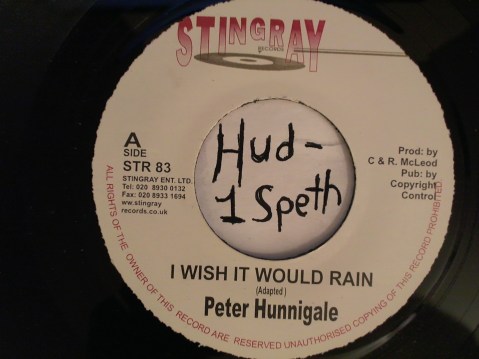 STINGRAY
RECORDS
A
SIDE
STR 83
STINGRAY ENT. LTD.
Tel: 020 8930 0132
Fax: 020 8933 1694
ww.stingray
records.co.uk
Hud-
1 Speth
Prod: by
C & R. McLeod
Pub: by
Copyright
Control
I WISH IT WOULD RAIN
(Adapted)
Peter Hunnigale
ALL RIGHTS OF THE OWNER OF THIS RECORD ARE RESERVED UNAUTHORISED COPYING OF THIS RECORD PROHIBITED